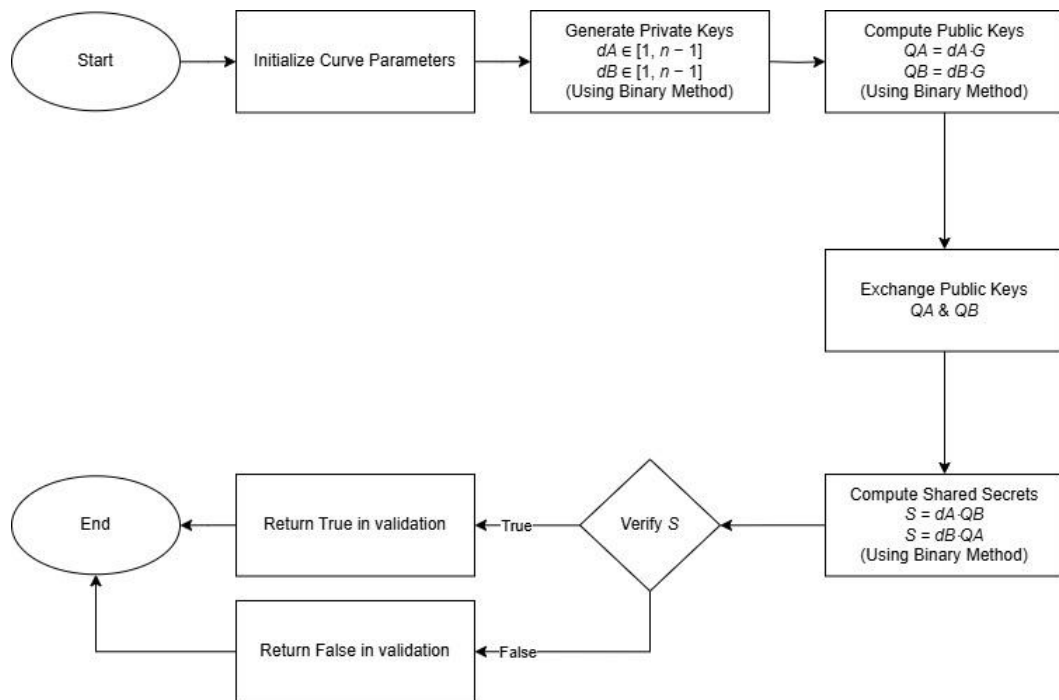 Start
Initialize Curve Parameters
Generate Private Keys
dA ∈ [1, n − 1]
dB ∈ [1, n − 1]
(Using Binary Method)
Compute Public Keys
QA = dA·G
QB = dB·G
(Using Binary Method)
Exchange Public Keys
QA & QB
Compute Shared Secrets
S = dA·QB
S = dB·QA
(Using Binary Method)
Verify S
True
Return True in validation
End
False
Return False in validation